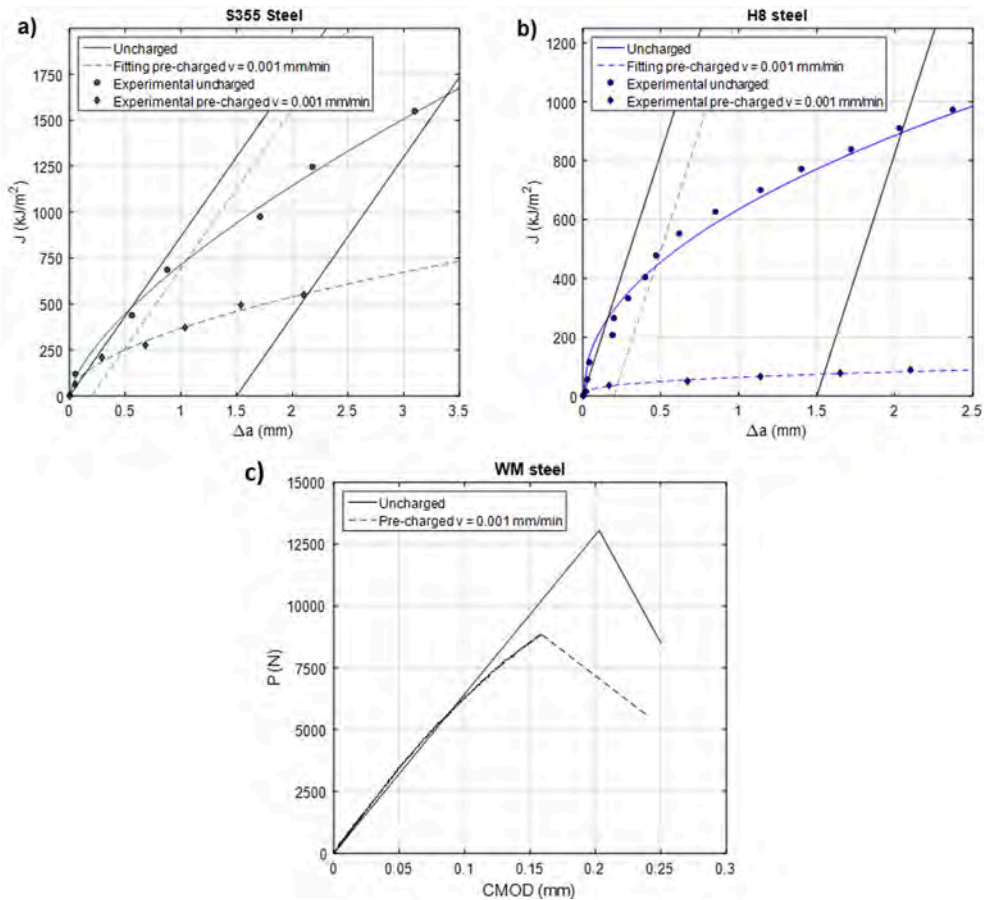 a)
S355 Steel
Uncharged
Fitting pre-charged v = 0.001 mm/min
Experimental uncharged
Experimental pre-charged v = 0.001 mm/min
J (kJ/m²)
1750
1500
1250
1000
750
500
250
0
0 0.5 1 1.5 2 2.5 3 3.5
Δa (mm)
b)
H8 steel
Uncharged
Fitting pre-charged v = 0.001 mm/min
Experimental uncharged
Experimental pre-charged v = 0.001 mm/min
J (kJ/m²)
1200
1000
800
600
400
200
0
0 0.5 1 1.5 2 2.5
Δa (mm)
c)
WM steel
Uncharged
Pre-charged v = 0.001 mm/min
P (N)
15000
12500
10000
7500
5000
2500
0
0 0.05 0.1 0.15 0.2 0.25 0.3
CMOD (mm)